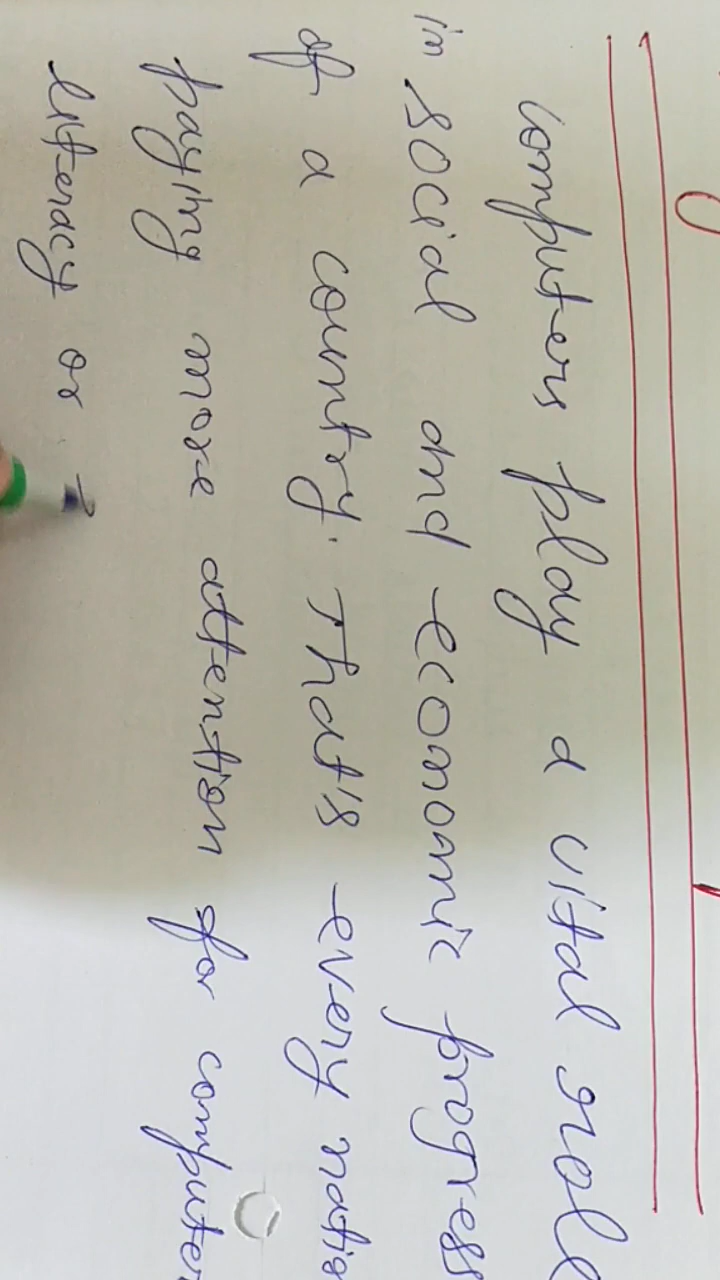 computers play a vital role
in social and economic progress
of a country. That's every natio
paying more attention for computer
literacy or